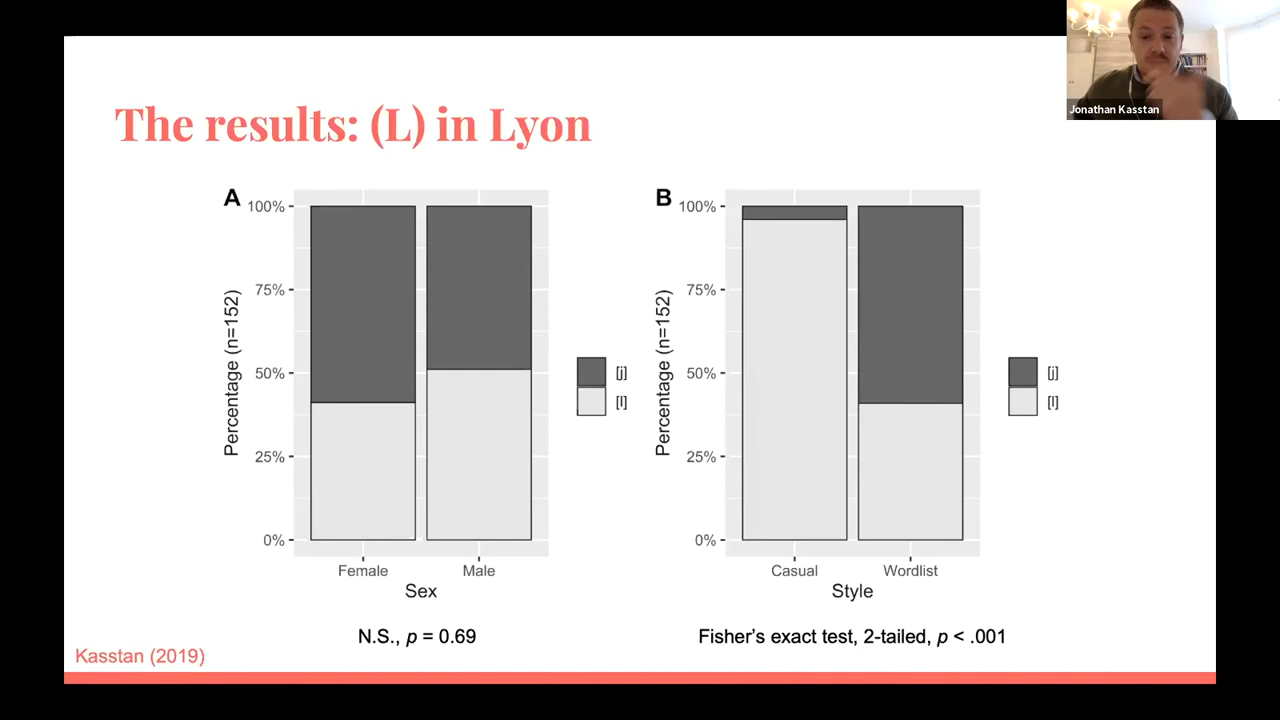 Jonathan Kasstan
The results: (L) in Lyon
A
100%
75%
50%
25%
0%
Percentage (n=152)
Female
Male
Sex
[j]
[l]
N.S., p = 0.69
B
100%
75%
50%
25%
0%
Percentage (n=152)
Casual
Wordlist
Style
[j]
[l]
Fisher’s exact test, 2-tailed, p < .001
Kasstan (2019)